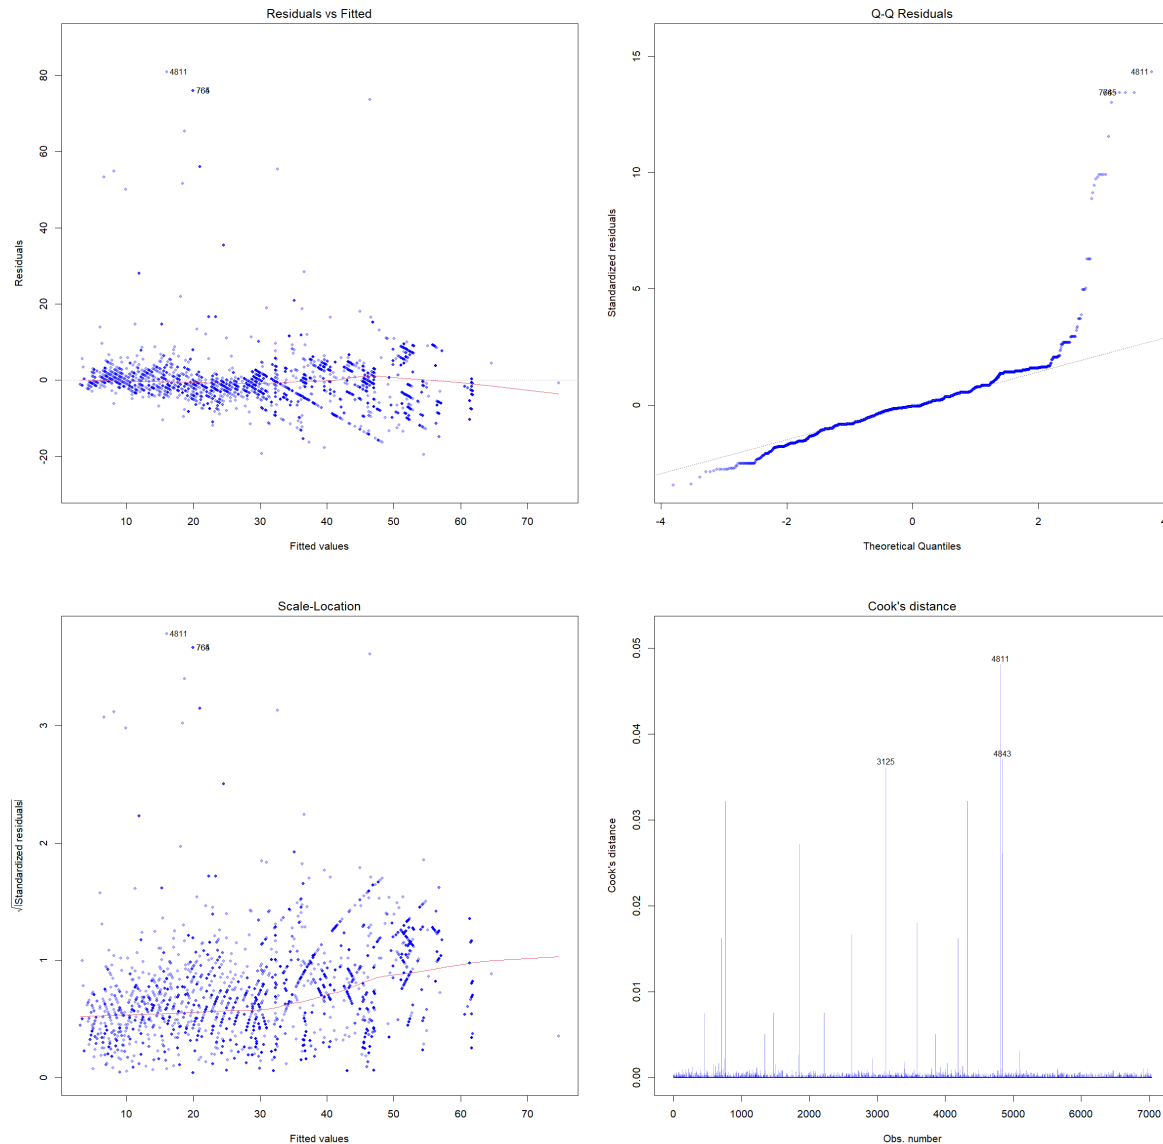 Residuals vs Fitted
Residuals
80
60
40
20
0
-20
4811
10 20 30 40 50 60 70
Fitted values
Q-Q Residuals
Standardized residuals
15
10
5
0
4811
-4 -2 0 2 4
Theoretical Quantiles
Scale-Location
√|Standardized residuals|
3
2
1
0
4811
10 20 30 40 50 60 70
Fitted values
Cook's distance
Cook's distance
0.05
0.04
0.03
0.02
0.01
0.00
4811
4843
3125
0 1000 2000 3000 4000 5000 6000 7000
Obs. number